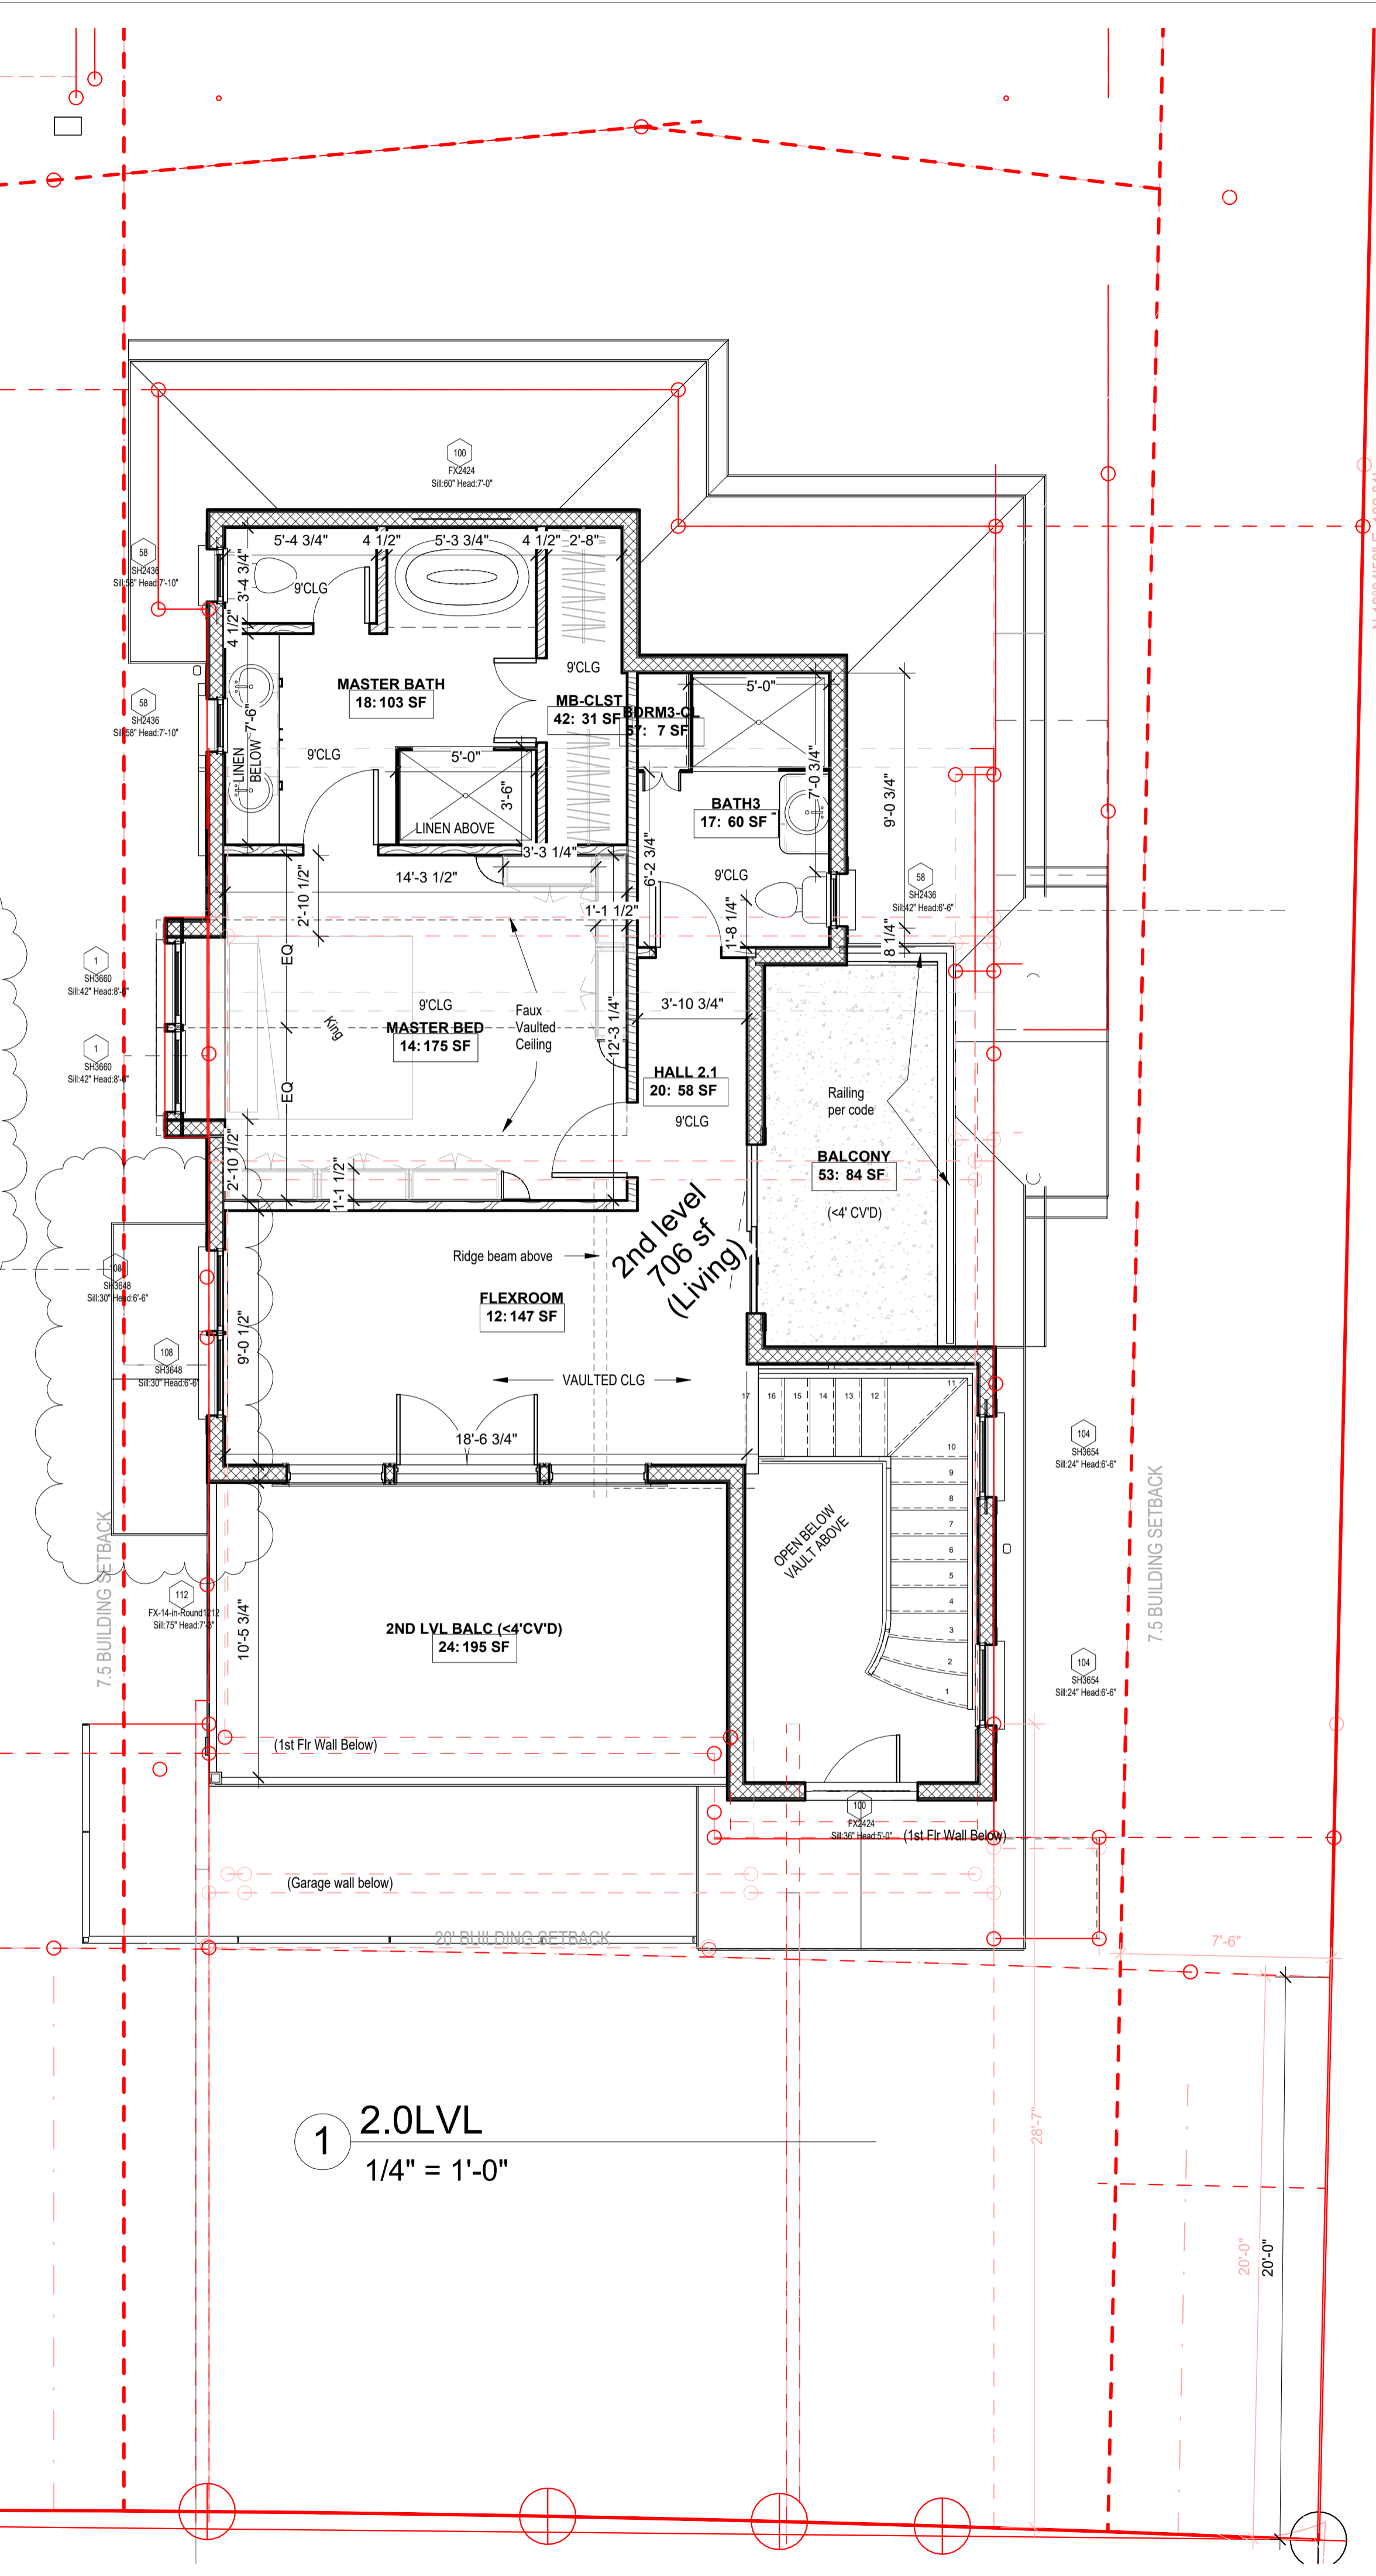 100
FX2424
Sill:60" Head:7'-0"
58
SH2436
Sill:58" Head:7'-10"
5'-4 3/4"
4 1/2"
5'-3 3/4"
4 1/2"
2'-8"
3'-4 3/4"
9'CLG
4 1/2"
58
SH2436
Sill:58" Head:7'-10"
MASTER BATH
18: 103 SF
9'CLG
MB-CLST
42: 31 SF
BDRM3-CL
57: 7 SF
5'-0"
7'-6"
LINEN
BELOW
9'CLG
5'-0"
3'-6"
LINEN ABOVE
7'-0 3/4"
9'-0 3/4"
BATH3
17: 60 SF
6'-2 3/4"
3'-3 1/4"
14'-3 1/2"
2'-10 1/2"
9'CLG
58
SH2436
Sill:42" Head:6'-6"
1'-1 1/2"
1'-8 1/4"
8 1/4"
EQ
1
SH3660
Sill:42" Head:8'-6"
9'CLG
MASTER BED
14: 175 SF
King
Faux
Vaulted
Ceiling
12'-3 1/4"
3'-10 3/4"
1
SH3660
Sill:42" Head:8'-6"
EQ
HALL 2.1
20: 58 SF
9'CLG
Railing
per code
BALCONY
53: 84 SF
(<4' CV'D)
2'-10 1/2"
1'-1 1/2"
2nd level
706 sf
(Living)
Ridge beam above
108
SH3648
Sill:30" Head:6'-6"
FLEXROOM
12: 147 SF
9'-0 1/2"
108
SH3648
Sill:30" Head:6'-6"
VAULTED CLG
17
16
15
14
13
12
11
10
9
8
7
6
5
4
3
2
1
18'-6 3/4"
104
SH3654
Sill:24" Head:6'-6"
7.5 BUILDING SETBACK
7.5 BUILDING SETBACK
OPEN BELOW
VAULT ABOVE
112
FX-14-in-Round1212
Sill:75" Head:7'-3"
10'-5 3/4"
2ND LVL BALC (<4'CV'D)
24: 195 SF
104
SH3654
Sill:24" Head:6'-6"
(1st Flr Wall Below)
100
FX2424
Sill:36" Head:5'-0"
(1st Flr Wall Below)
(Garage wall below)
20' BUILDING SETBACK
7'-6"
28'-7"
20'-0"
20'-0"
1
2.0LVL
1/4" = 1'-0"